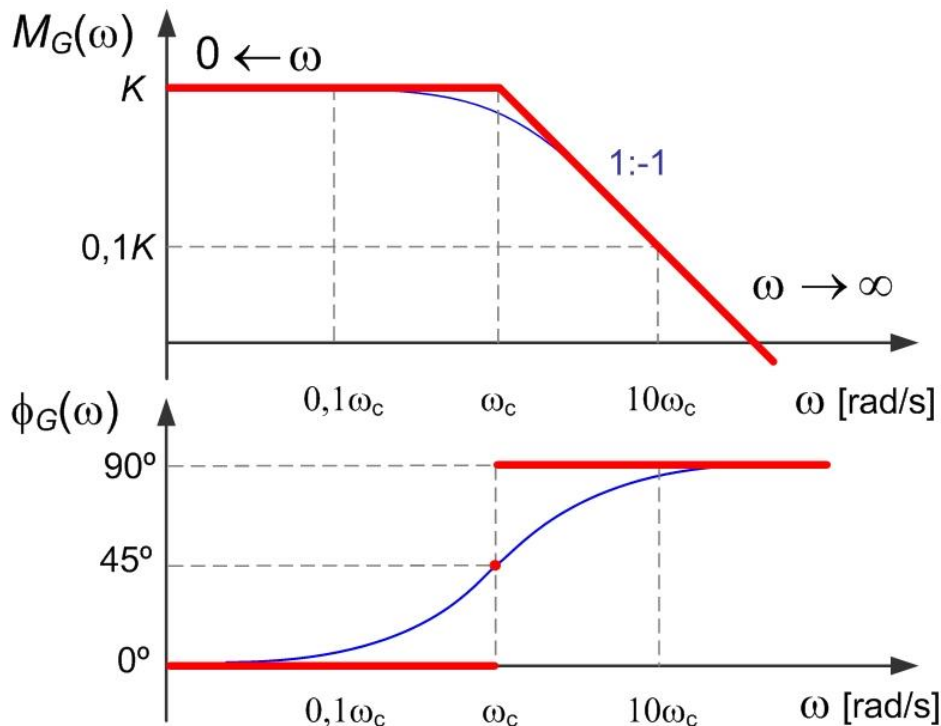 M_G(ω)
0 ← ω
K
1:-1
0,1K
ω → ∞
0,1ω_c ω_c 10ω_c ω [rad/s]
ϕ_G(ω)
90º
45º
0º
0,1ω_c ω_c 10ω_c ω [rad/s]